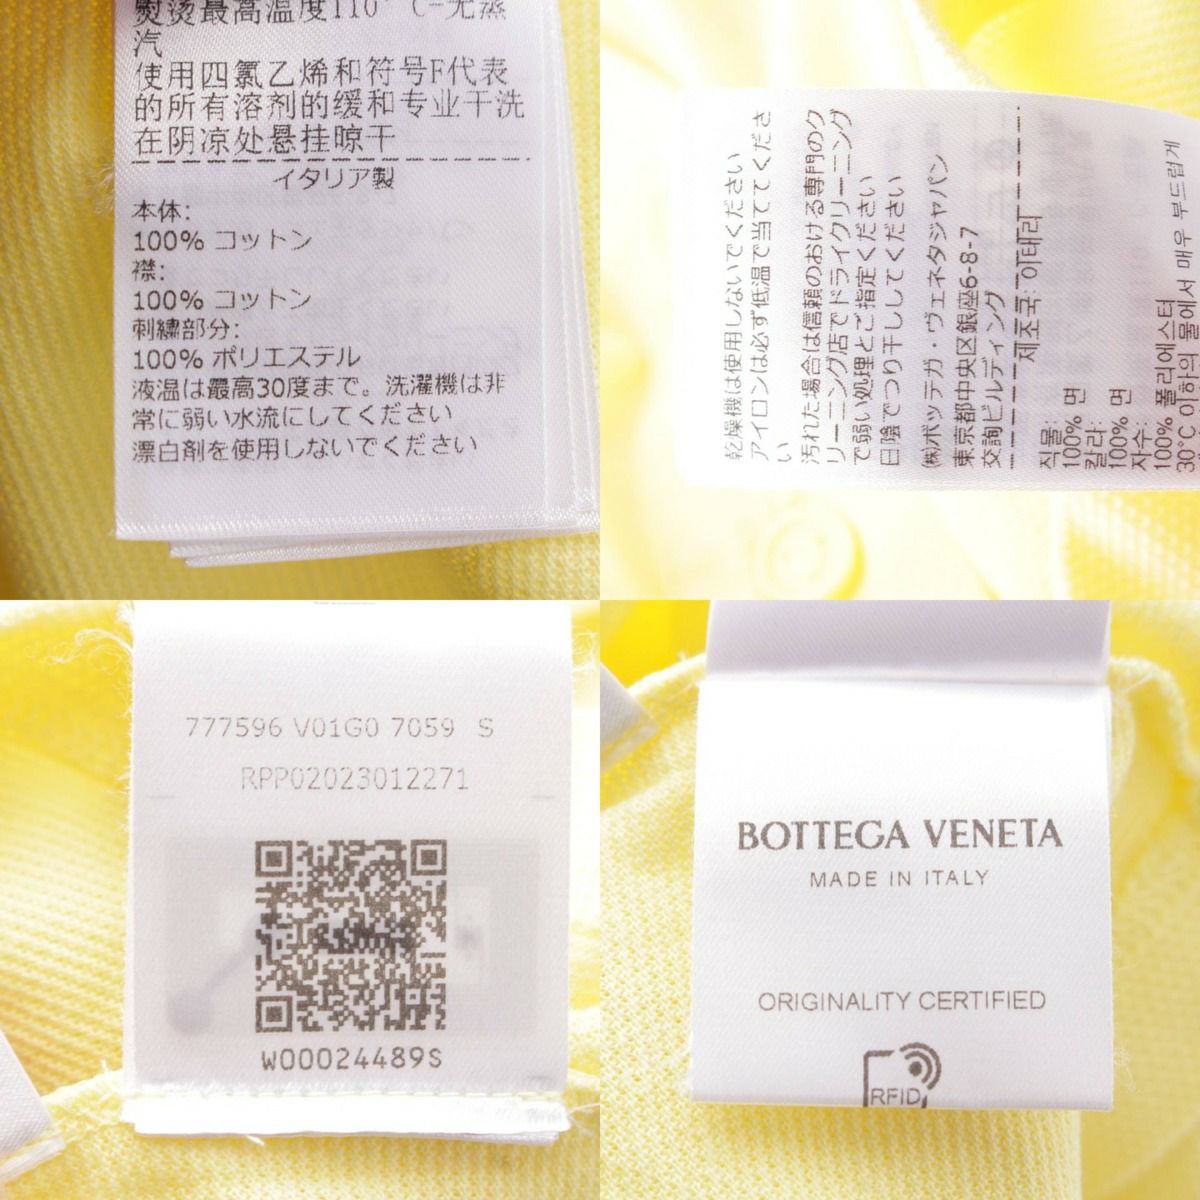 熨烫最高温度110°C-无蒸
汽
使用四氯乙烯和符号F代表
的所有溶剂的缓和专业干洗
在阴凉处悬挂晾干
イタリア製
本体:
100% コットン
襟:
100% コットン
刺繍部分:
100% ポリエステル
液温は最高30度まで。洗濯機は非
常に弱い水流にしてください
漂白剤を使用しないでください
乾燥機は使用しないでください
アイロンは必ず低温で当ててくださ
い
汚れた場合は信頼のおける専門のク
リーニング店でドライクリーニング
で弱い処理とご指定ください
日陰でつり干ししてください
㈱ボッテガ・ヴェネタジャパン
東京都中央区銀座6-8-7
交詢ビルディング
제조국: 이태리
직물:
100% 면
칼라:
100% 면
자수:
100% 폴리에스터
30°C 이하의 물에서 매우 부드럽게
777596 V01G0 7059 S
RPP02023012271
W00024489S
BOTTEGA VENETA
MADE IN ITALY
ORIGINALITY CERTIFIED
RFID